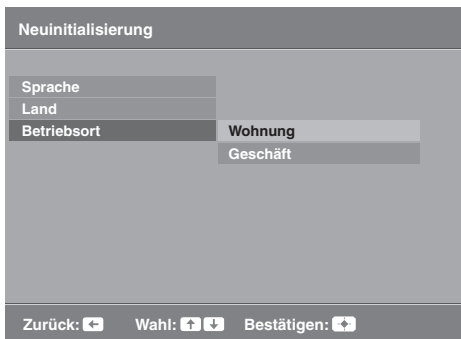 Neuinitialisierung
Sprache
Land
Betriebsort Wohnung
Geschäft
Zurück: Wahl: Bestätigen: